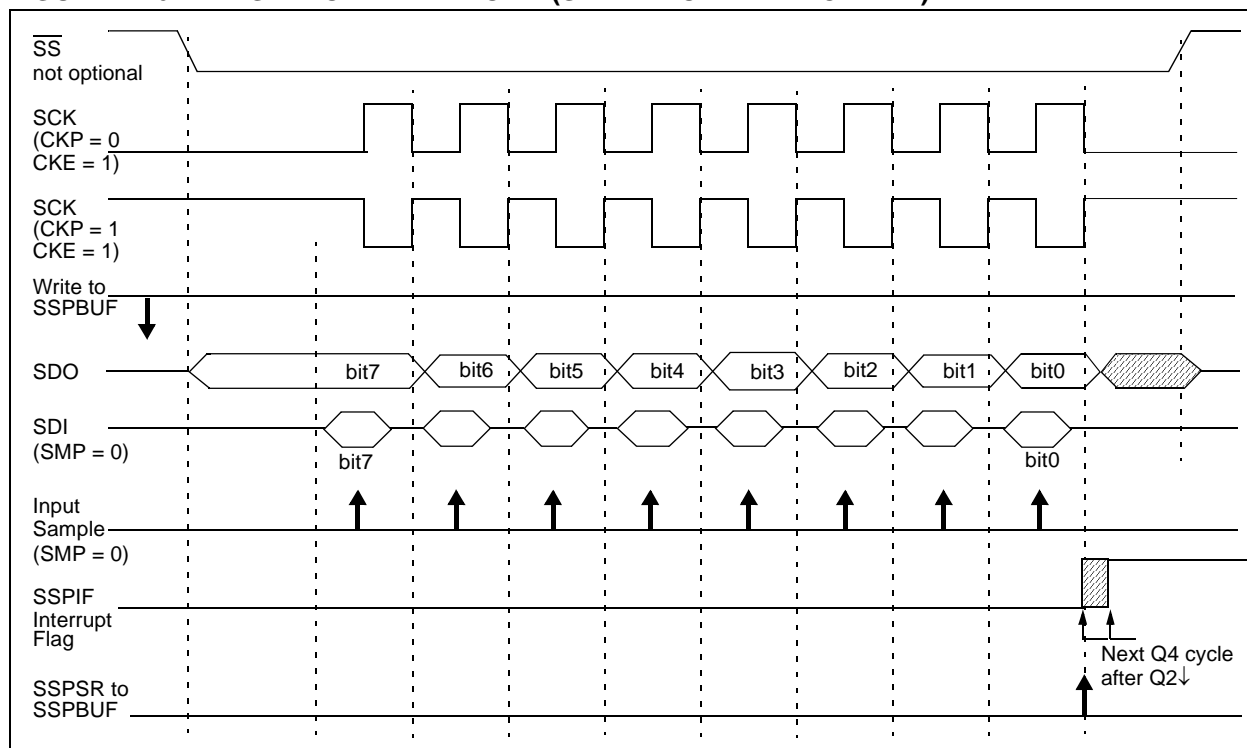 SS
not optional
SCK
(CKP = 0
CKE = 1)
SCK
(CKP = 1
CKE = 1)
Write to
SSPBUF
SDO
bit7 bit6 bit5 bit4 bit3 bit2 bit1 bit0
SDI
(SMP = 0)
bit7 bit0
Input
Sample
(SMP = 0)
SSPIF
Interrupt
Flag
Next Q4 cycle
after Q2↓
SSPSR to
SSPBUF